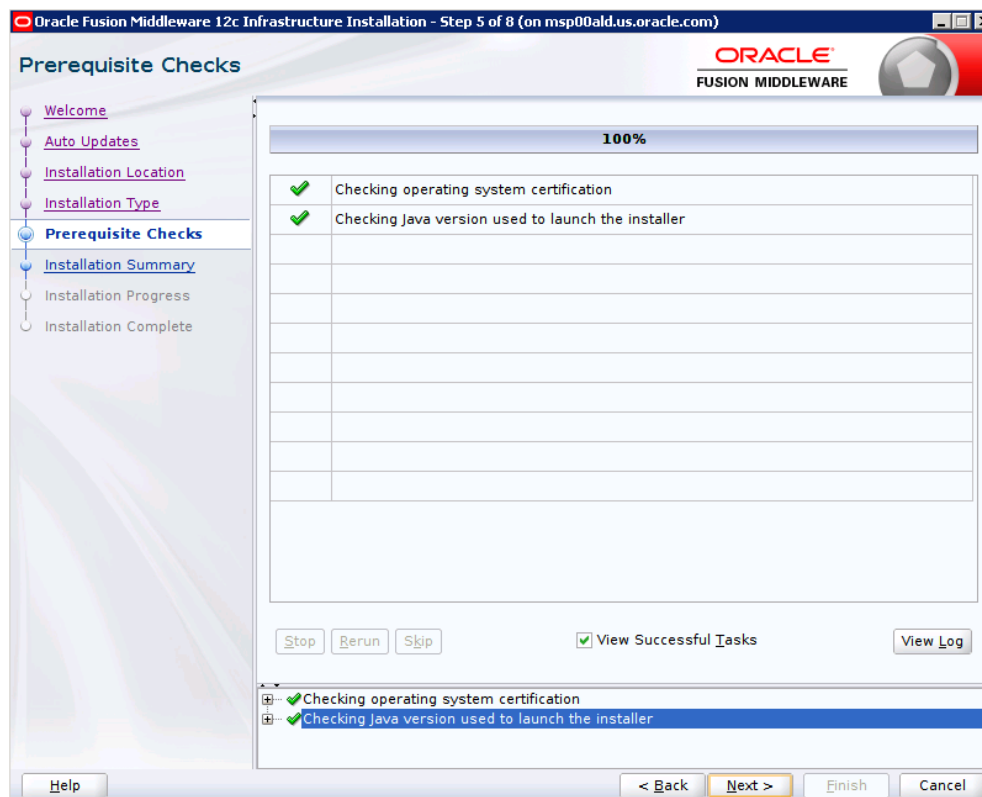 Oracle Fusion Middleware 12c Infrastructure Installation - Step 5 of 8 (on msp00ald.us.oracle.com)
Prerequisite Checks
ORACLE
FUSION MIDDLEWARE
Welcome
Auto Updates
Installation Location
Installation Type
Prerequisite Checks
Installation Summary
Installation Progress
Installation Complete
100%
Checking operating system certification
Checking Java version used to launch the installer
Stop Rerun Skip View Successful Tasks View Log
Checking operating system certification
Checking Java version used to launch the installer
Help < Back Next > Finish Cancel